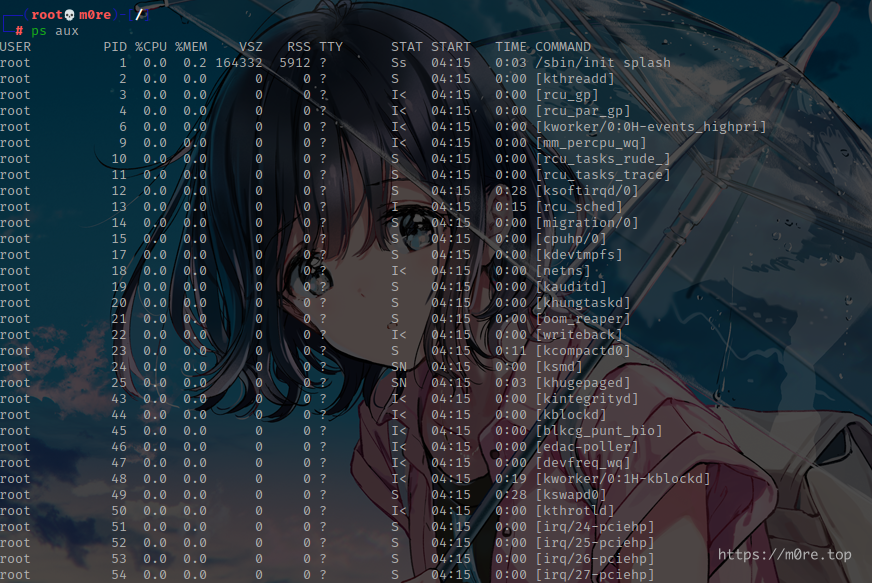 root💀m0re)-[/]
# ps aux
USER PID %CPU %MEM VSZ RSS TTY STAT START TIME COMMAND
root 1 0.0 0.2 164332 5912 ? Ss 04:15 0:03 /sbin/init splash
root 2 0.0 0.0 0 0 ? S 04:15 0:00 [kthreadd]
root 3 0.0 0.0 0 0 ? I< 04:15 0:00 [rcu_gp]
root 4 0.0 0.0 0 0 ? I< 04:15 0:00 [rcu_par_gp]
root 6 0.0 0.0 0 0 ? I< 04:15 0:00 [kworker/0:0H-events_highpri]
root 9 0.0 0.0 0 0 ? I< 04:15 0:00 [mm_percpu_wq]
root 10 0.0 0.0 0 0 ? S 04:15 0:00 [rcu_tasks_rude_]
root 11 0.0 0.0 0 0 ? S 04:15 0:00 [rcu_tasks_trace]
root 12 0.0 0.0 0 0 ? S 04:15 0:28 [ksoftirqd/0]
root 13 0.0 0.0 0 0 ? I 04:15 0:15 [rcu_sched]
root 14 0.0 0.0 0 0 ? S 04:15 0:00 [migration/0]
root 15 0.0 0.0 0 0 ? S 04:15 0:00 [cpuhp/0]
root 17 0.0 0.0 0 0 ? S 04:15 0:00 [kdevtmpfs]
root 18 0.0 0.0 0 0 ? I< 04:15 0:00 [netns]
root 19 0.0 0.0 0 0 ? S 04:15 0:00 [kauditd]
root 20 0.0 0.0 0 0 ? S 04:15 0:00 [khungtaskd]
root 21 0.0 0.0 0 0 ? S 04:15 0:00 [oom_reaper]
root 22 0.0 0.0 0 0 ? I< 04:15 0:00 [writeback]
root 23 0.0 0.0 0 0 ? S 04:15 0:11 [kcompactd0]
root 24 0.0 0.0 0 0 ? SN 04:15 0:00 [ksmd]
root 25 0.0 0.0 0 0 ? SN 04:15 0:03 [khugepaged]
root 43 0.0 0.0 0 0 ? I< 04:15 0:00 [kintegrityd]
root 44 0.0 0.0 0 0 ? I< 04:15 0:00 [kblockd]
root 45 0.0 0.0 0 0 ? I< 04:15 0:00 [blkcg_punt_bio]
root 46 0.0 0.0 0 0 ? I< 04:15 0:00 [edac-poller]
root 47 0.0 0.0 0 0 ? I< 04:15 0:00 [devfreq_wq]
root 48 0.0 0.0 0 0 ? I< 04:15 0:19 [kworker/0:1H-kblockd]
root 49 0.0 0.0 0 0 ? S 04:15 0:28 [kswapd0]
root 50 0.0 0.0 0 0 ? I< 04:15 0:00 [kthrotld]
root 51 0.0 0.0 0 0 ? S 04:15 0:00 [irq/24-pciehp]
root 52 0.0 0.0 0 0 ? S 04:15 0:00 [irq/25-pciehp]
root 53 0.0 0.0 0 0 ? S 04:15 0:00 [irq/26-pciehp]
root 54 0.0 0.0 0 0 ? S 04:15 0:00 [irq/27-pciehp]
https://m0re.top